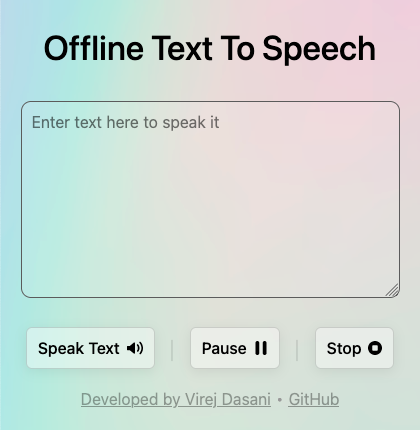 Offline Text To Speech
Enter text here to speak it
Speak Text | Pause | Stop
Developed by Virej Dasani • GitHub